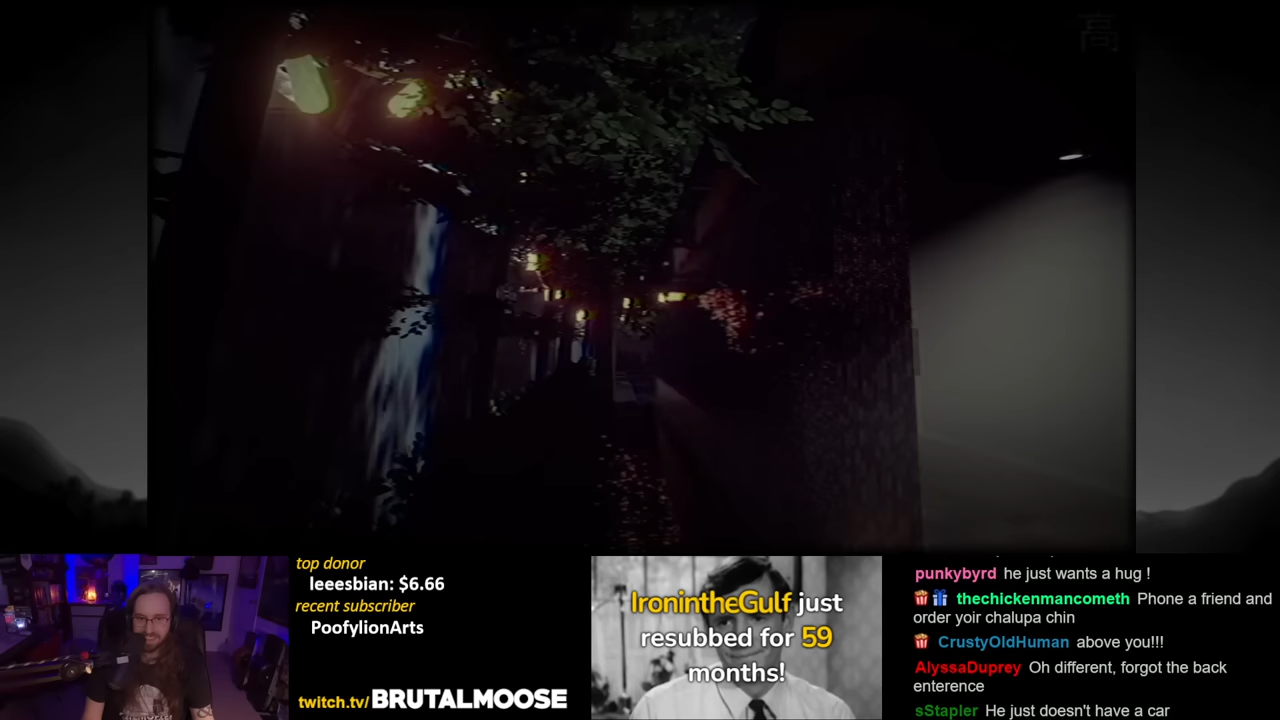 高
top donor
leeesbian: $6.66
recent subscriber
PoofylionArts
twitch.tv/BRUTALMOOSE
IronintheGulf just
resubbed for 59
months!
punkybyrd he just wants a hug !
thechickenmancometh Phone a friend and
order yoir chalupa chin
CrustyOldHuman above you!!!
AlyssaDuprey Oh different, forgot the back
enterence
sStapler He just doesn't have a car